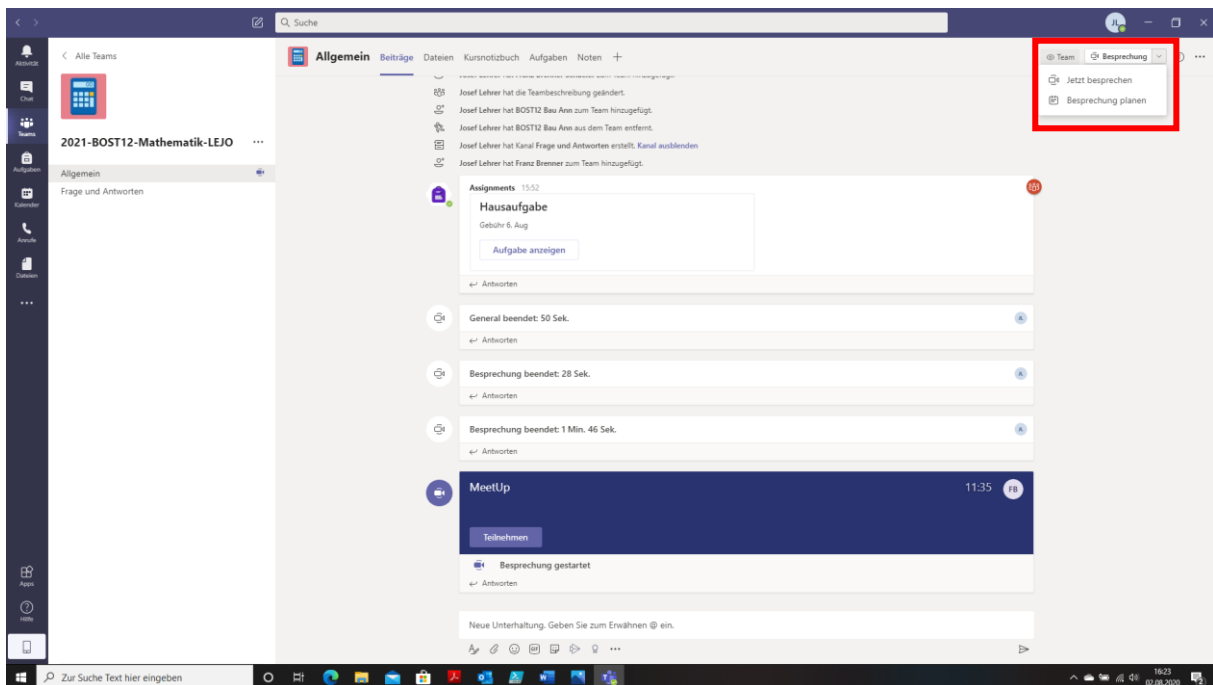 Suche
JL
Aktivität
Chat
Teams
Aufgaben
Kalender
Anrufe
Dateien
Apps
Hilfe
Alle Teams
2021-BOST12-Mathematik-LEJO
Allgemein
Frage und Antworten
Allgemein Beiträge Dateien Kursnotizbuch Aufgaben Noten +
Team Besprechung
Jetzt besprechen
Besprechung planen
Josef Lehrer hat die Teambeschreibung geändert.
Josef Lehrer hat BOST12 Bau Ann zum Team hinzugefügt.
Josef Lehrer hat BOST12 Bau Ann aus dem Team entfernt.
Josef Lehrer hat Kanal Frage und Antworten erstellt. Kanal ausblenden
Josef Lehrer hat Franz Brenner zum Team hinzugefügt.
Assignments 15:52
Hausaufgabe
Gebühr 6. Aug
Aufgabe anzeigen
Antworten
General beendet: 50 Sek.
Antworten
Besprechung beendet: 28 Sek.
Antworten
Besprechung beendet: 1 Min. 46 Sek.
Antworten
MeetUp 11:35 FB
Teilnehmen
Besprechung gestartet
Antworten
Neue Unterhaltung. Geben Sie zum Erwähnen @ ein.
Zur Suche Text hier eingeben
16:23
02.08.2020